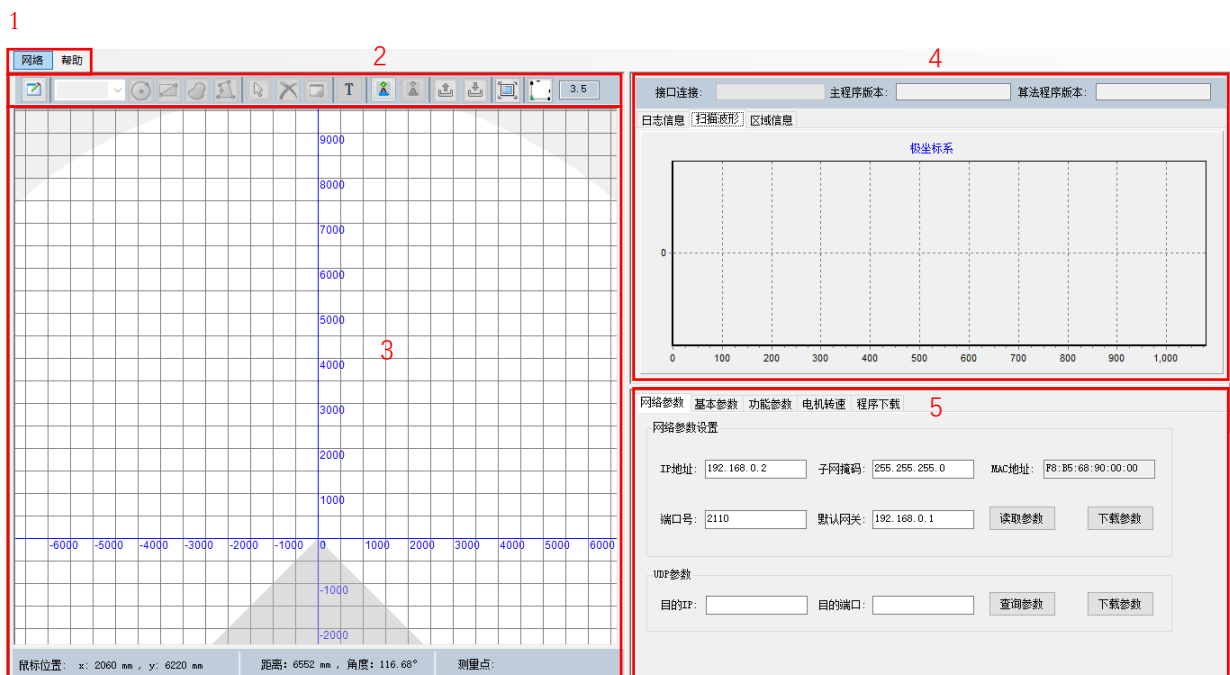 1
网络 帮助 2 4
T 3.5 接口连接: 主程序版本: 算法程序版本:
日志信息 扫描波形 区域信息
极坐标系
9000
8000
7000
6000
5000
4000
3000
2000
1000
-6000 -5000 -4000 -3000 -2000 -1000 0 1000 2000 3000 4000 5000 6000
-1000
-2000
3
0
0 100 200 300 400 500 600 700 800 900 1,000
网络参数 基本参数 功能参数 电机转速 程序下载 5
网络参数设置
IP地址: 192.168.0.2 子网掩码: 255.255.255.0 MAC地址: F8:B5:68:90:00:00
端口号: 2110 默认网关: 192.168.0.1 读取参数 下载参数
UDP参数
目的IP: 目的端口: 查询参数 下载参数
鼠标位置: x: 2060 mm , y: 6220 mm 距离: 6552 mm , 角度: 116.68° 测量点: